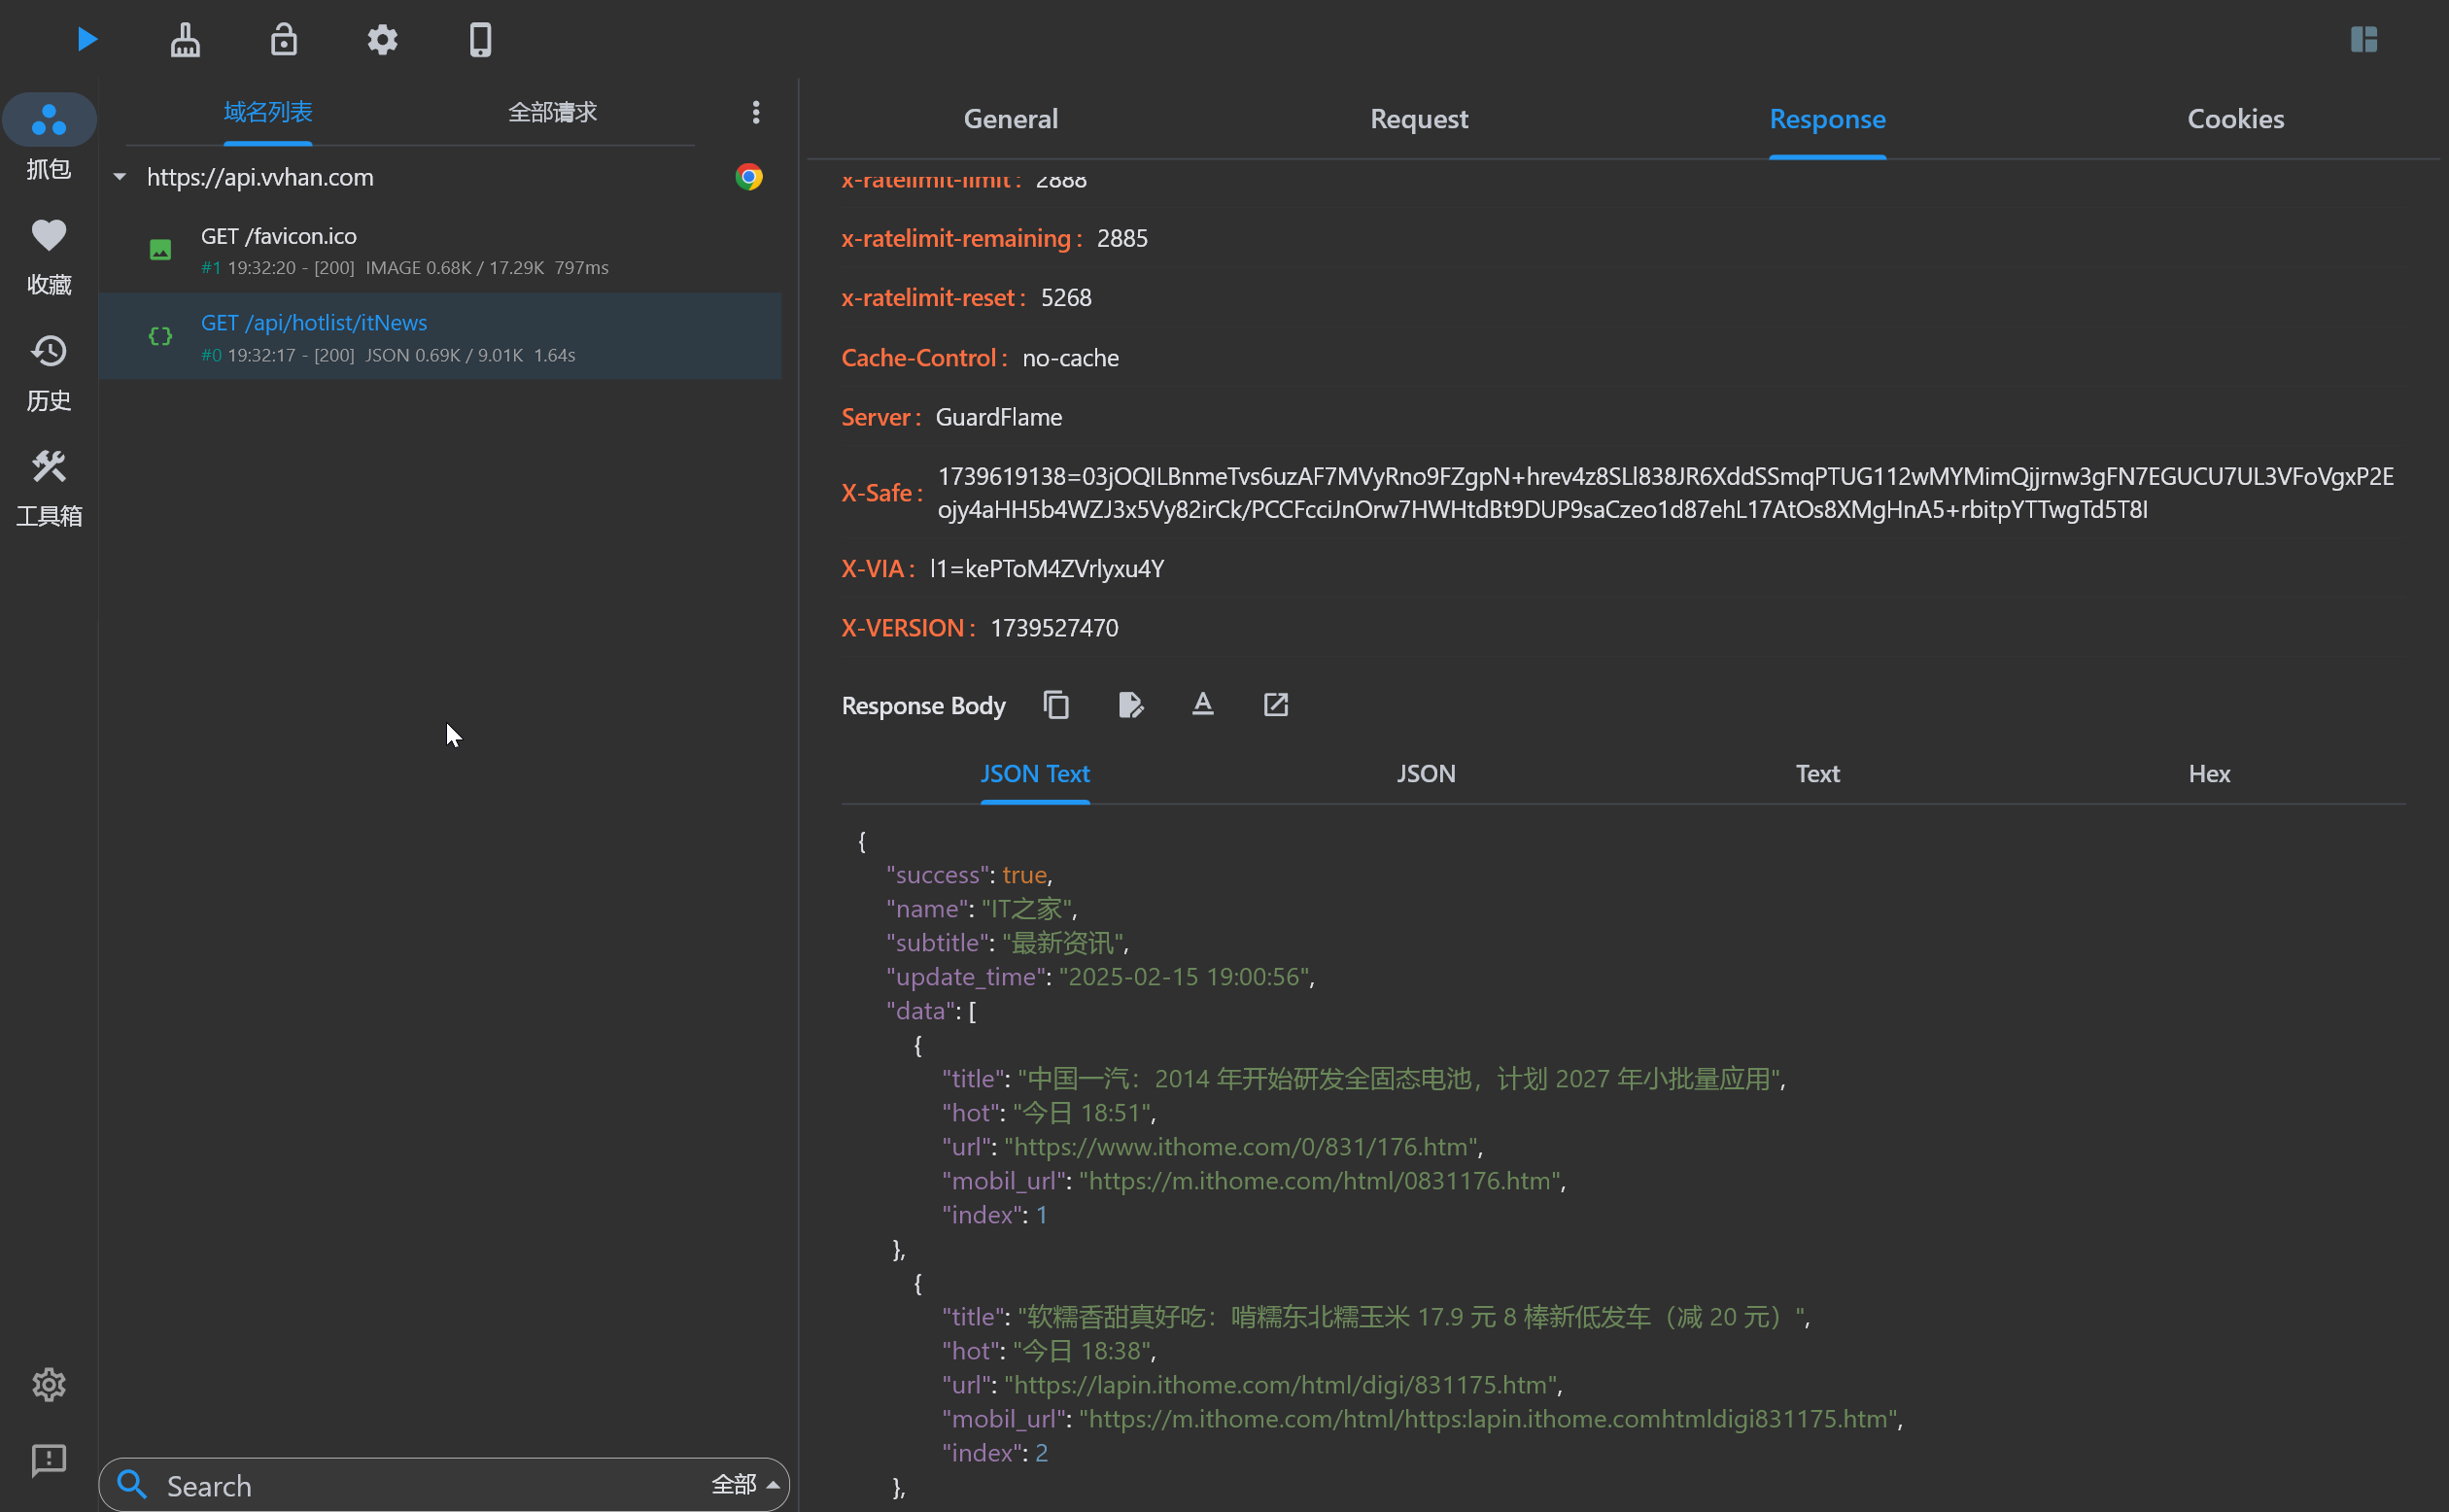 抓包
收藏
历史
工具箱
域名列表
全部请求
https://api.vvhan.com
GET /favicon.ico
#1 19:32:20 - [200] IMAGE 0.68K / 17.29K 797ms
GET /api/hotlist/itNews
#0 19:32:17 - [200] JSON 0.69K / 9.01K 1.64s
Search
全部
General
Request
Response
Cookies
x-ratelimit-limit : 2888
x-ratelimit-remaining : 2885
x-ratelimit-reset : 5268
Cache-Control : no-cache
Server : GuardFlame
X-Safe : 1739619138=03jOQILBnmeTvs6uzAF7MVyRno9FZgpN+hrev4z8SLl838JR6XddSSmqPTUG112wMYMimQjjrnw3gFN7EGUCU7UL3VFoVgxP2E
ojy4aHH5b4WZJ3x5Vy82irCk/PCCFcciJnOrw7HWHtdBt9DUP9saCzeo1d87ehL17AtOs8XMgHnA5+rbitpYTTwgTd5T8l
X-VIA : l1=kePToM4ZVrlyxu4Y
X-VERSION : 1739527470
Response Body
JSON Text
JSON
Text
Hex
{
"success": true,
"name": "IT之家",
"subtitle": "最新资讯",
"update_time": "2025-02-15 19:00:56",
"data": [
{
"title": "中国一汽：2014 年开始研发全固态电池，计划 2027 年小批量应用",
"hot": "今日 18:51",
"url": "https://www.ithome.com/0/831/176.htm",
"mobil_url": "https://m.ithome.com/html/0831176.htm",
"index": 1
},
{
"title": "软糯香甜真好吃：啃糯东北糯玉米 17.9 元 8 棒新低发车（减 20 元）",
"hot": "今日 18:38",
"url": "https://lapin.ithome.com/html/digi/831175.htm",
"mobil_url": "https://m.ithome.com/html/https:lapin.ithome.comhtmldigi831175.htm",
"index": 2
},